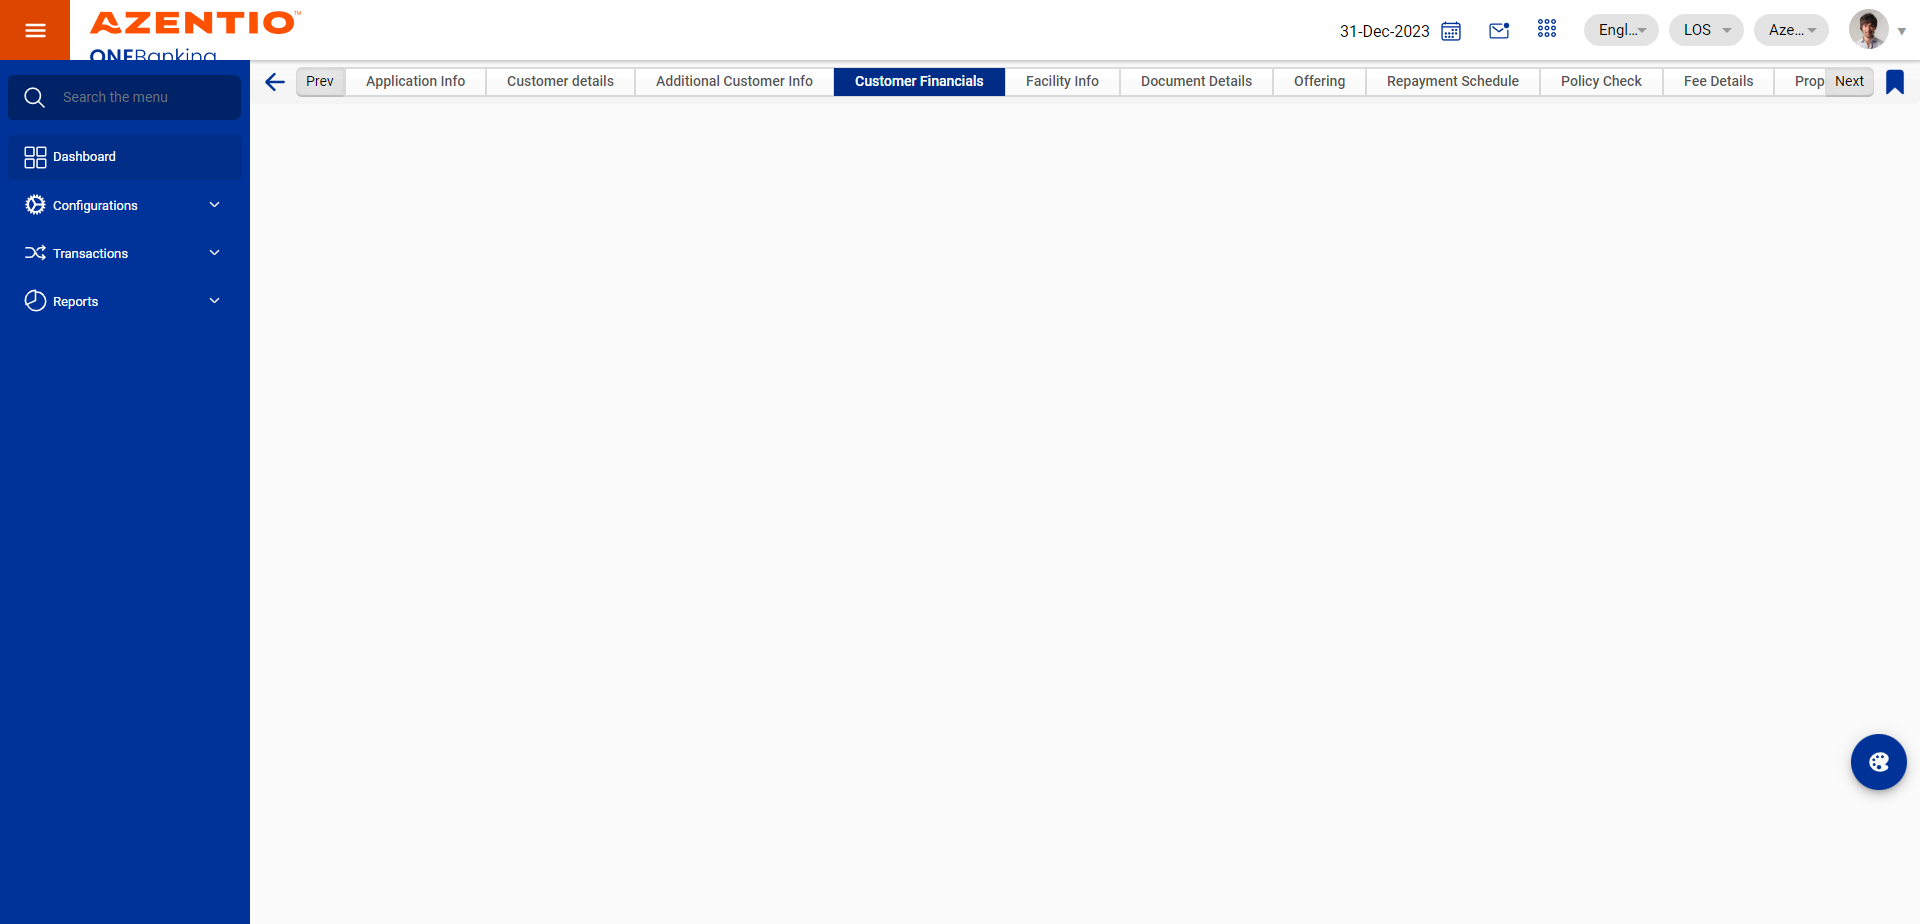 AZENTIO™
ONEBanking
31-Dec-2023
Engl...
LOS
Aze...
Search the menu
Dashboard
Configurations
Transactions
Reports
Prev
Application Info
Customer details
Additional Customer Info
Customer Financials
Facility Info
Document Details
Offering
Repayment Schedule
Policy Check
Fee Details
Prop
Next